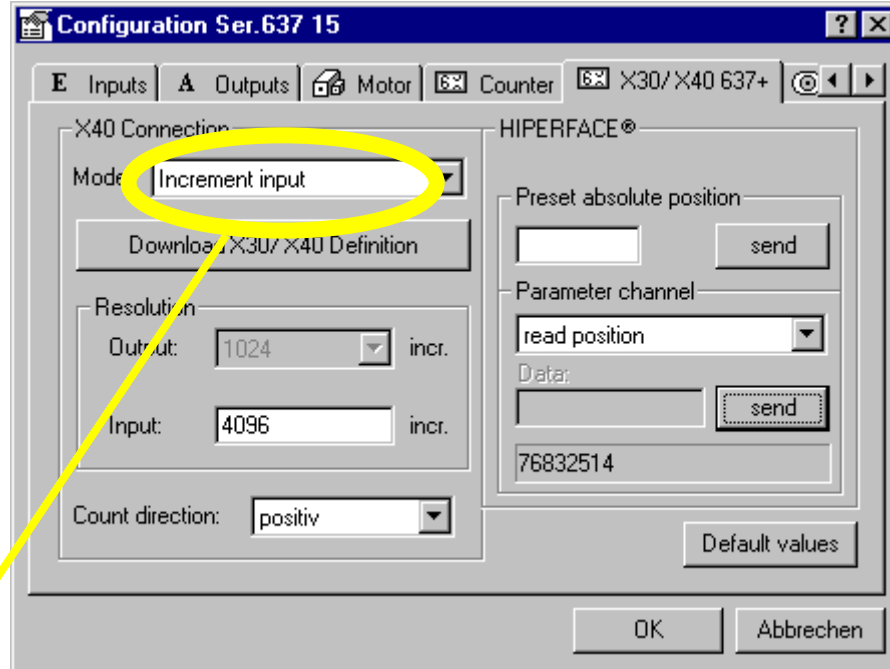 Configuration Ser.637 15
E Inputs A Outputs Motor Counter X30/X40 637+
X40 Connection
Mode
Increment input
Download X30/X40 Definition
Resolution
Output: 1024 incr.
Input: 4096 incr.
Count direction: positiv
HIPERFACE®
Preset absolute position
send
Parameter channel
read position
Data:
send
76832514
Default values
OK Abbrechen